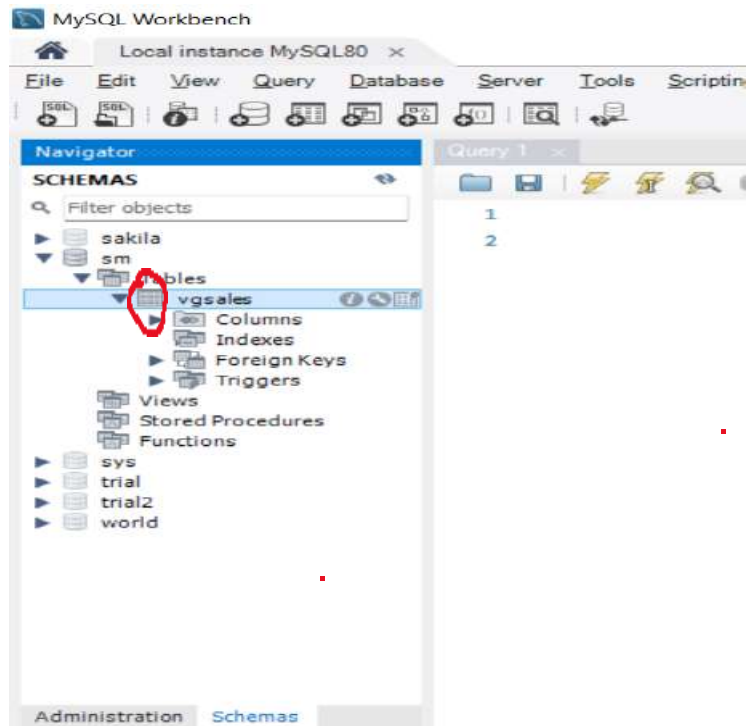 MySQL Workbench
Local instance MySQL80 ×
File Edit View Query Database Server Tools Scripting
Navigator Query 1 ×
SCHEMAS
Filter objects
1
2
sakila
sm
Tables
vgsales
Columns
Indexes
Foreign Keys
Triggers
Views
Stored Procedures
Functions
sys
trial
trial2
world
Administration Schemas